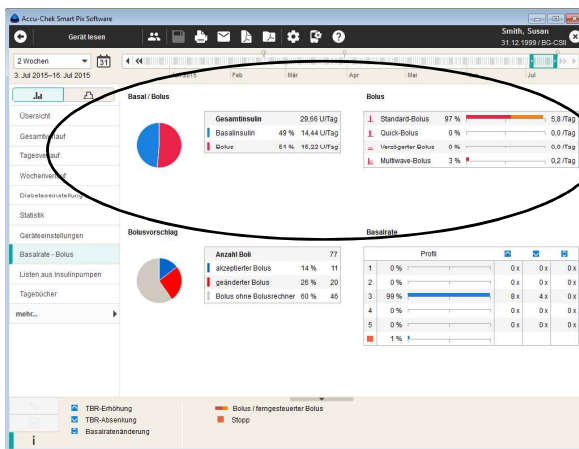 Accu-Chek Smart Pix Software
Gerät lesen
Smith, Susan
31.12.1999 / BG-CSII
2 Wochen
31
3. Jul 2015–16. Jul 2015
2015
Feb
Mär
Apr
Mai
Jul
Übersicht
Gesamtverlauf
Tagesverlauf
Wochenverlauf
Diabeteseinstellung
Statistik
Geräteeinstellungen
Basalrate - Bolus
Listen aus Insulinpumpen
Tagebücher
mehr...
Basal / Bolus
Gesamtinsulin 29,66 U/Tag
Basalinsulin 49 % 14,44 U/Tag
Bolus 51 % 15,22 U/Tag
Bolus
Standard-Bolus 97 % 5,8 /Tag
Quick-Bolus 0 % 0,0 /Tag
Verzögerter Bolus 0 % 0,0 /Tag
Multiwave-Bolus 3 % 0,2 /Tag
Bolusvorschlag
Anzahl Boli 77
akzeptierter Bolus 14 % 11
geänderter Bolus 26 % 20
Bolus ohne Bolusrechner 60 % 46
Basalrate
Profil
1 0 % 0 x 0 x 0 x
2 0 % 0 x 0 x 0 x
3 99 % 8 x 4 x 0 x
4 0 % 0 x 0 x 0 x
5 0 % 0 x 0 x 0 x
1 %
TBR-Erhöhung
TBR-Absenkung
Basalratenänderung
Bolus / ferngesteuerter Bolus
Stopp
i